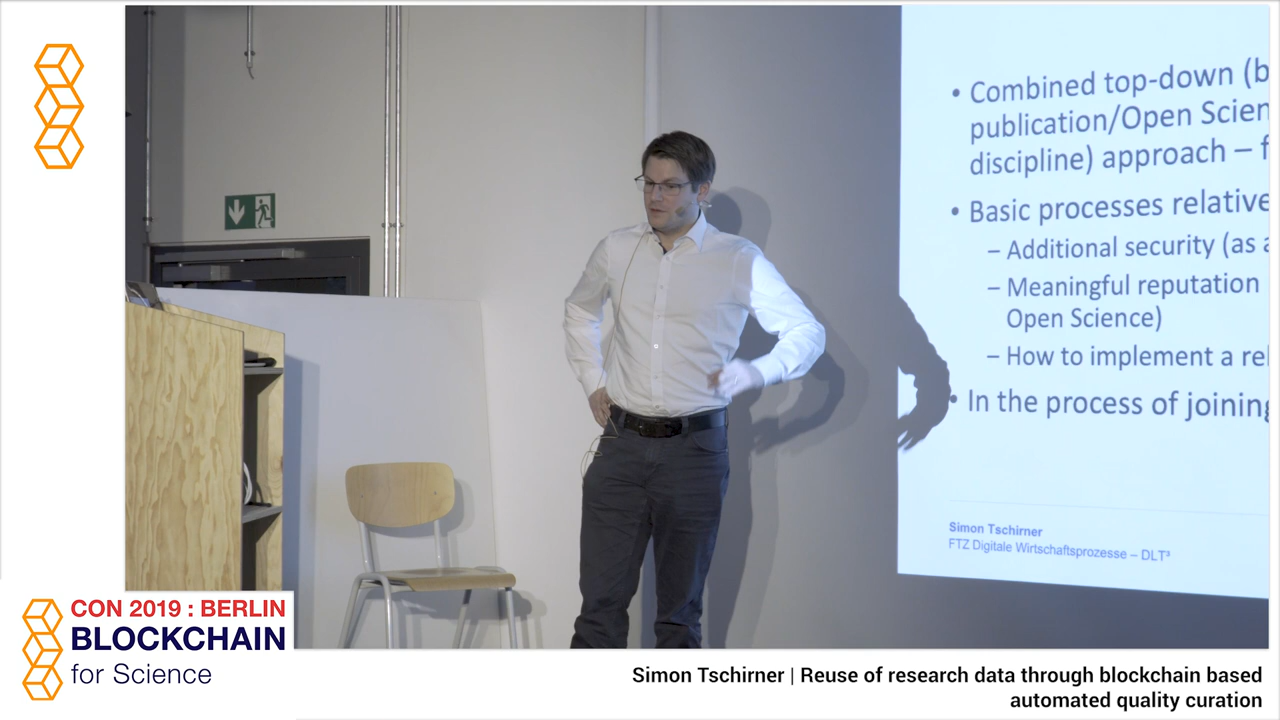 • Combined top-down (b
publication/Open Scien
discipline) approach – f
• Basic processes relative
– Additional security (as a
– Meaningful reputation
Open Science)
– How to implement a rel
• In the process of joining
Simon Tschirner
FTZ Digitale Wirtschaftsprozesse – DLT³
CON 2019 : BERLIN
BLOCKCHAIN
for Science
Simon Tschirner | Reuse of research data through blockchain based
automated quality curation